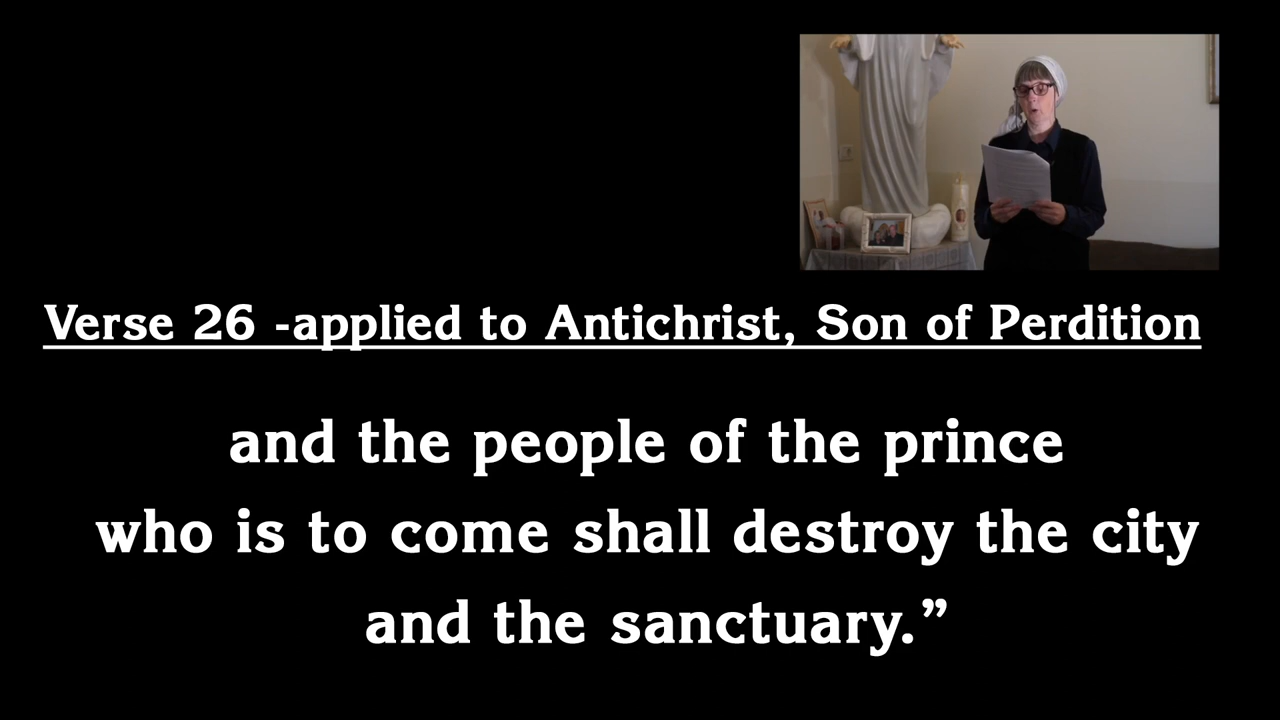 Verse 26 -applied to Antichrist, Son of Perdition
and the people of the prince
who is to come shall destroy the city
and the sanctuary.”